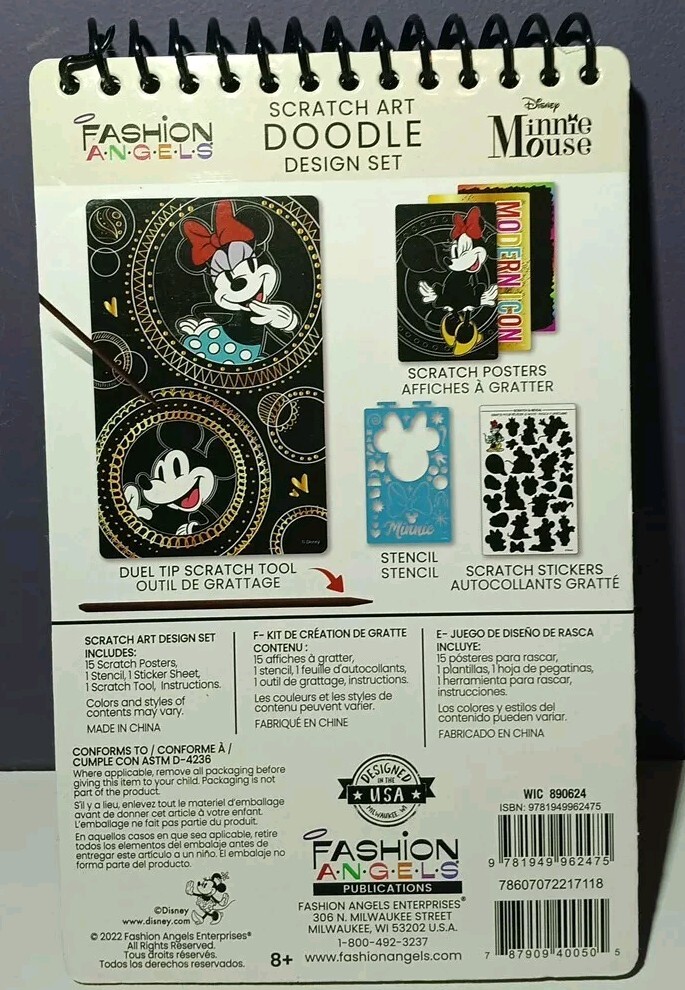 FASHION
A·N·G·E·L·S
SCRATCH ART
DOODLE
DESIGN SET
Disney
Minnie
Mouse
MODERN ICON
SCRATCH POSTERS
AFFICHES À GRATTER
Minnie
DUEL TIP SCRATCH TOOL
OUTIL DE GRATTAGE
STENCIL
STENCIL
SCRATCH STICKERS
AUTOCOLLANTS GRATTÉ
SCRATCH ART DESIGN SET
INCLUDES:
15 Scratch Posters,
1 Stencil, 1 Sticker Sheet,
1 Scratch Tool, Instructions.
Colors and styles of
contents may vary.
MADE IN CHINA
F- KIT DE CRÉATION DE GRATTE
CONTENU :
15 affiches à gratter,
1 stencil, 1 feuille d'autocollants,
1 outil de grattage, instructions.
Les couleurs et les styles de
contenu peuvent varier.
FABRIQUÉ EN CHINE
E- JUEGO DE DISEÑO DE RASCA
INCLUYE:
15 pósteres para rascar,
1 plantillas, 1 hoja de pegatinas,
1 herramienta para rascar,
instrucciones.
Los colores y estilos del
contenido pueden variar.
FABRICADO EN CHINA
CONFORMS TO / CONFORME À /
CUMPLE CON ASTM D-4236
Where applicable, remove all packaging before
giving this item to your child. Packaging is not
part of the product.
S'il y a lieu, enlevez tout le matériel d'emballage
avant de donner cet article à votre enfant.
L'emballage ne fait pas partie du produit.
En aquellos casos en que sea aplicable, retire
todos los elementos del embalaje antes de
entregar este artículo a un niño. El embalaje no
forma parte del producto.
©Disney
www.disney.com
© 2022 Fashion Angels Enterprises®
All Rights Reserved.
Tous droits réservés.
Todos los derechos reservados.
DESIGNED
IN THE
★ USA ★
MILWAUKEE, WI
FASHION
A·N·G·E·L·S
PUBLICATIONS
FASHION ANGELS ENTERPRISES®
306 N. MILWAUKEE STREET
MILWAUKEE, WI 53202 U.S.A.
1-800-492-3237
8+ www.fashionangels.com
WIC 890624
ISBN: 9781949962475
9 781949 962475
78607072217118
7 87909 40050 5